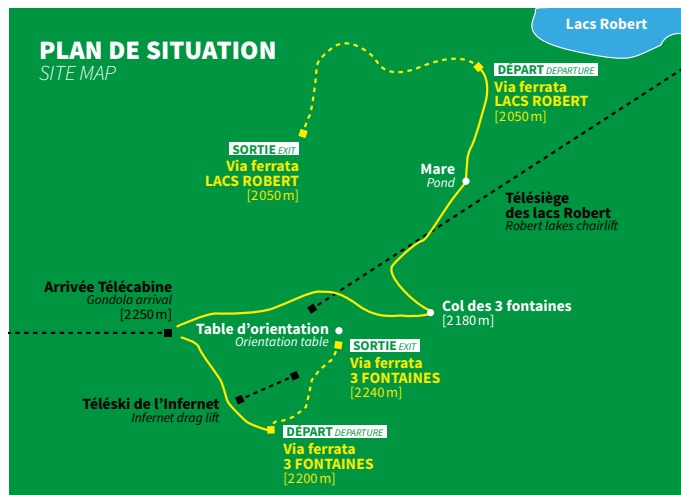 PLAN DE SITUATION
SITE MAP
Lacs Robert
DÉPART DEPARTURE
Via ferrata
LACS ROBERT
[2050 m]
SORTIE EXIT
Via ferrata
LACS ROBERT
[2050 m]
Mare
Pond
Télésiège
des lacs Robert
Robert lakes chairlift
Arrivée Télécabine
Gondola arrival
[2250 m]
Col des 3 fontaines
[2180 m]
Table d'orientation
Orientation table
SORTIE EXIT
Via ferrata
3 FONTAINES
[2240 m]
Téléski de l'Infernet
Infernet drag lift
DÉPART DEPARTURE
Via ferrata
3 FONTAINES
[2200 m]